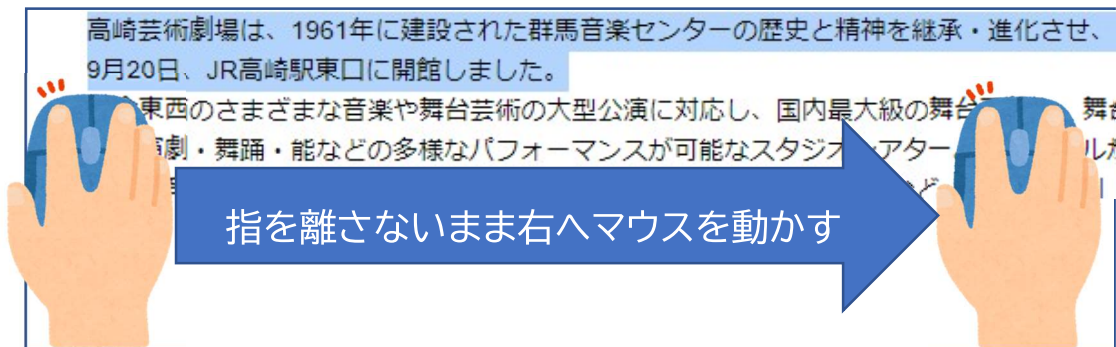 高崎芸術劇場は、1961年に建設された群馬音楽センターの歴史と精神を継承・進化させ、
9月20日、JR高崎駅東口に開館しました。
東西のさまざまな音楽や舞台芸術の大型公演に対応し、国内最大級の舞台 舞台
劇・舞踊・能などの多様なパフォーマンスが可能なスタジオシアター ルが
指を離さないまま右へマウスを動かす